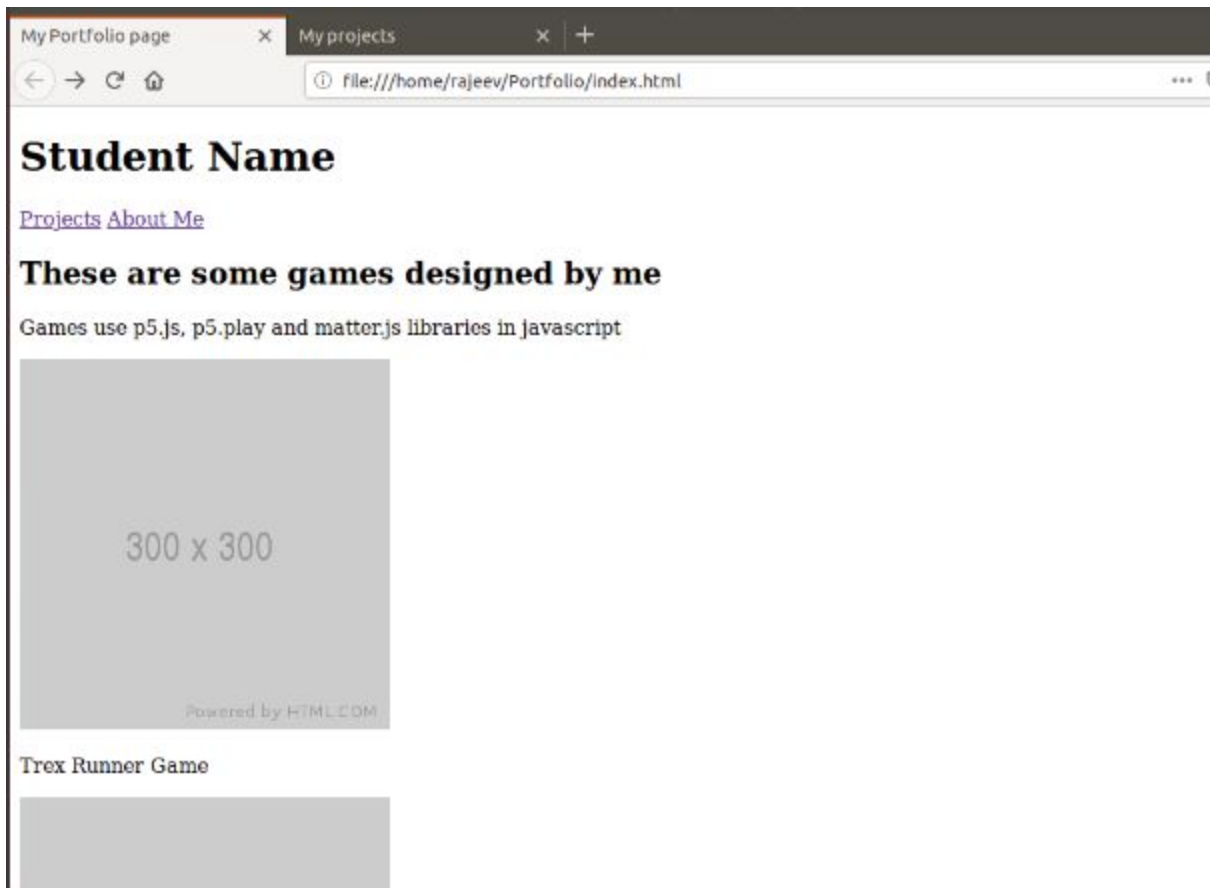 My Portfolio page × My projects × +
file:///home/rajeev/Portfolio/index.html
Student Name
Projects About Me
These are some games designed by me
Games use p5.js, p5.play and matter.js libraries in javascript
300 x 300
Powered by HTML.COM
Trex Runner Game